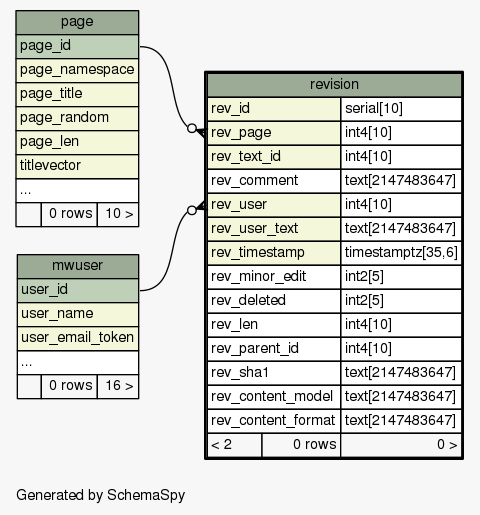 page
page_id
page_namespace
page_title
page_random
page_len
titlevector
...
0 rows 10 >
mwuser
user_id
user_name
user_email_token
...
0 rows 16 >
revision
rev_id serial[10]
rev_page int4[10]
rev_text_id int4[10]
rev_comment text[2147483647]
rev_user int4[10]
rev_user_text text[2147483647]
rev_timestamp timestamptz[35,6]
rev_minor_edit int2[5]
rev_deleted int2[5]
rev_len int4[10]
rev_parent_id int4[10]
rev_sha1 text[2147483647]
rev_content_model text[2147483647]
rev_content_format text[2147483647]
< 2 0 rows 0 >
Generated by SchemaSpy